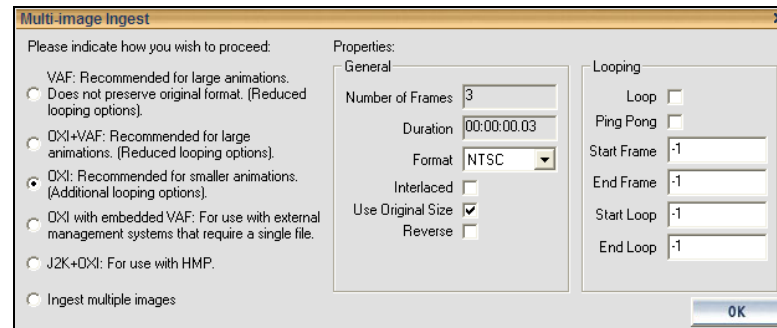 Multi-image Ingest
Please indicate how you wish to proceed:
VAF: Recommended for large animations.
Does not preserve original format. (Reduced
looping options).
OXI+VAF: Recommended for large
animations. (Reduced looping options).
OXI: Recommended for smaller animations.
(Additional looping options).
OXI with embedded VAF: For use with external
management systems that require a single file.
J2K+OXI: For use with HMP.
Ingest multiple images
Properties:
General
Number of Frames 3
Duration 00:00:00.03
Format NTSC
Interlaced
Use Original Size
Reverse
Looping
Loop
Ping Pong
Start Frame -1
End Frame -1
Start Loop -1
End Loop -1
OK